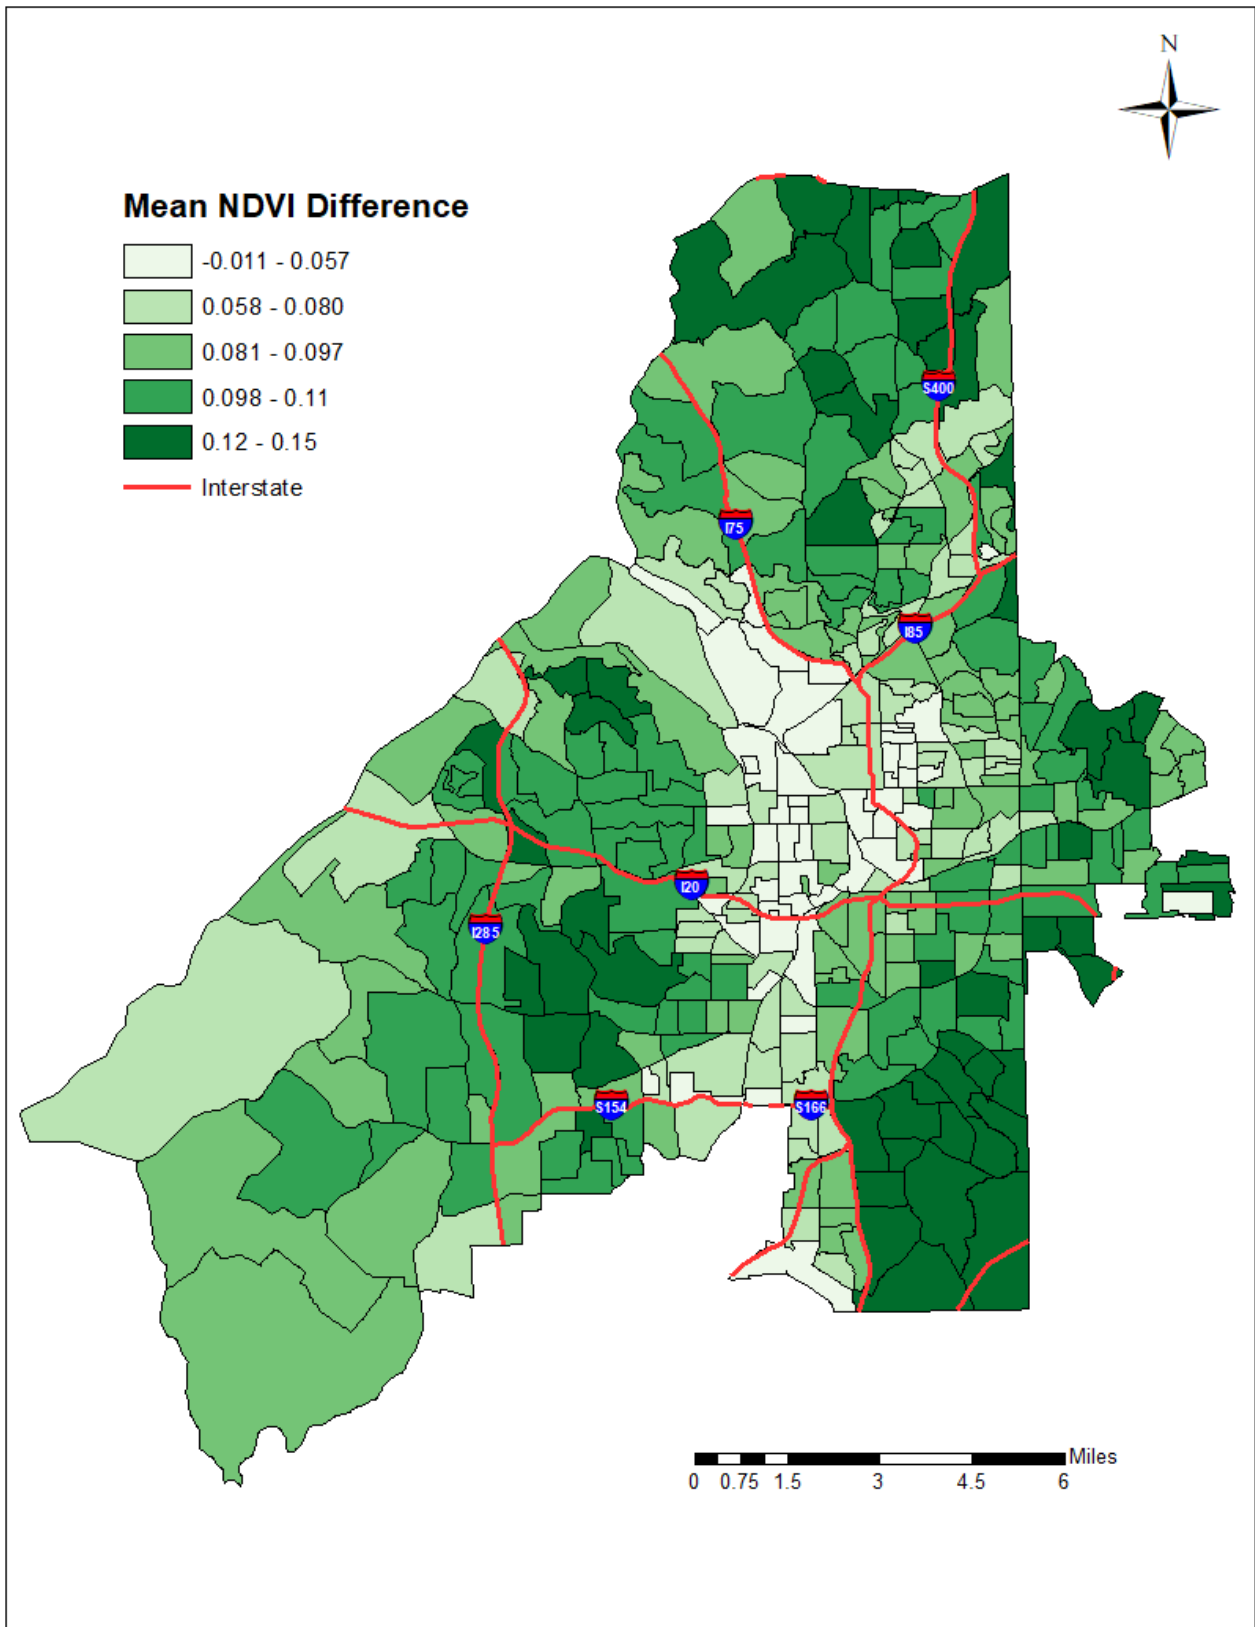 N
Mean NDVI Difference
-0.011 - 0.057
0.058 - 0.080
0.081 - 0.097
0.098 - 0.11
0.12 - 0.15
Interstate
S400
I75
I85
I20
I285
S154
S166
Miles
0 0.75 1.5 3 4.5 6